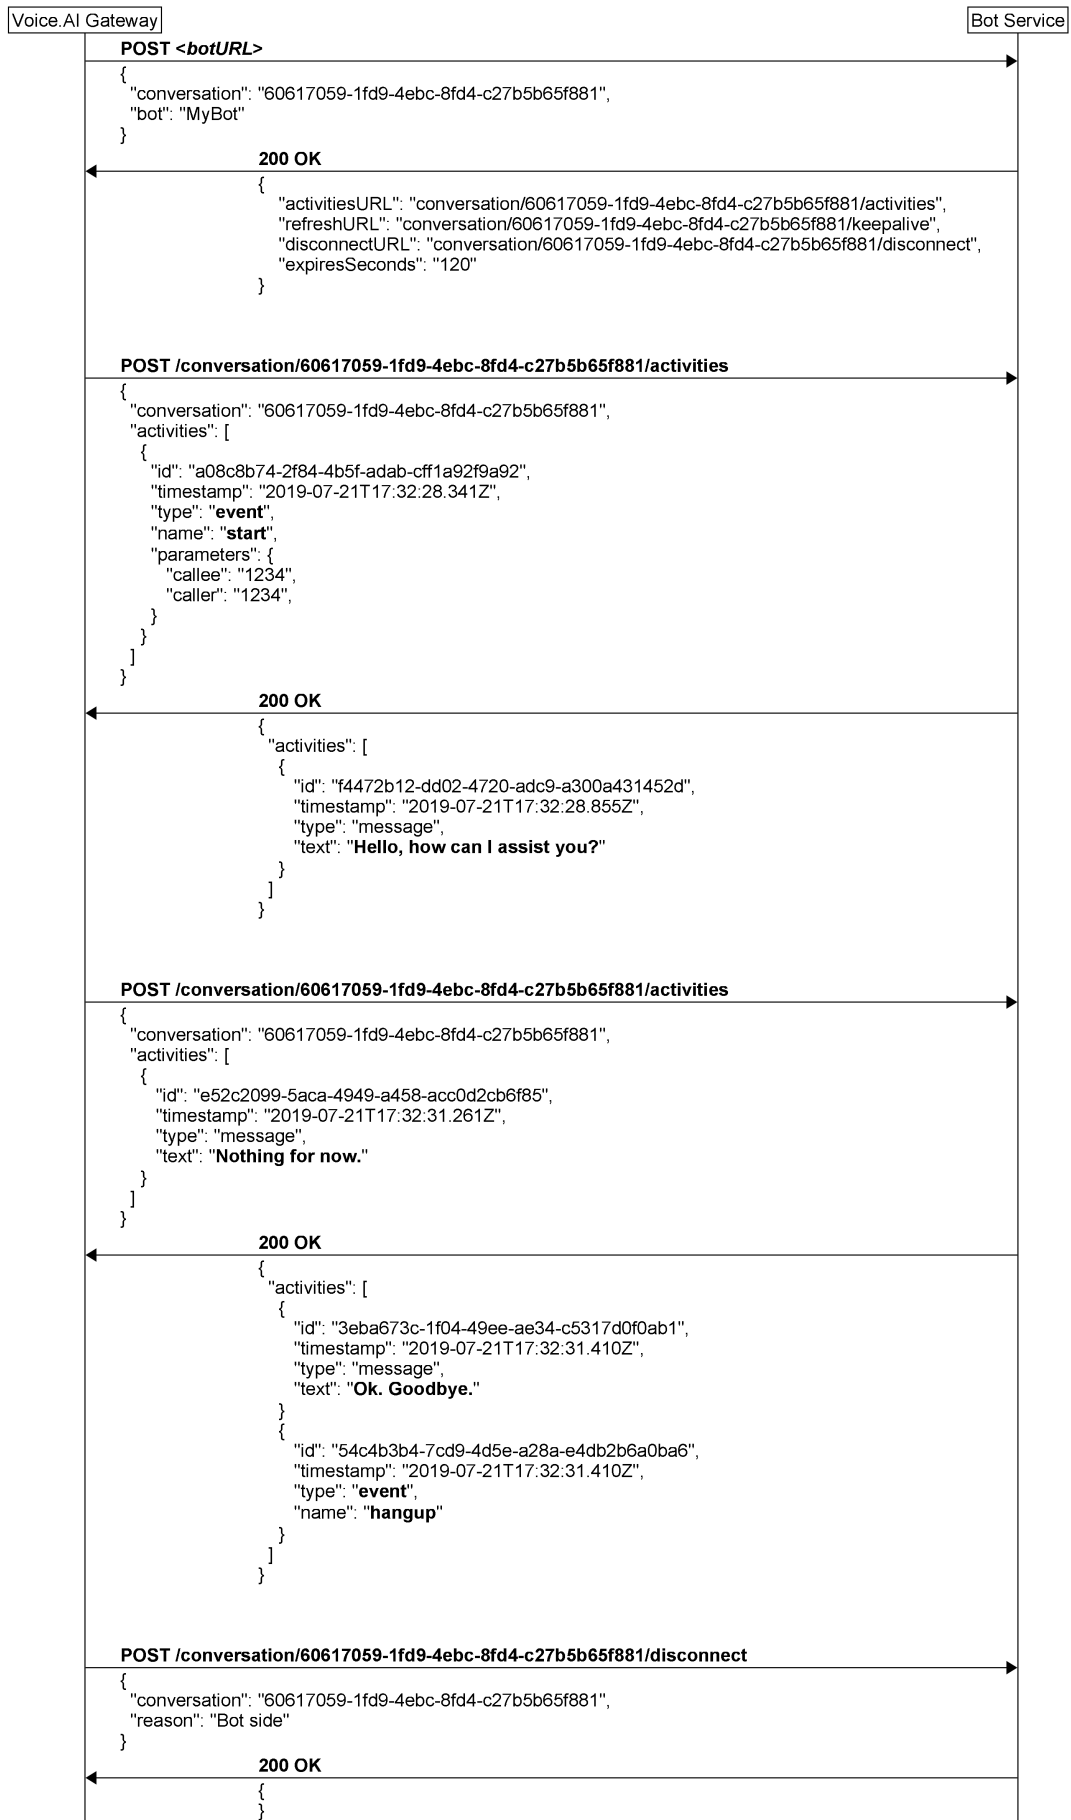 Voice.AI Gateway
Bot Service
POST <botURL>
{
"conversation": "60617059-1fd9-4ebc-8fd4-c27b5b65f881",
"bot": "MyBot"
}
200 OK
{
"activitiesURL": "conversation/60617059-1fd9-4ebc-8fd4-c27b5b65f881/activities",
"refreshURL": "conversation/60617059-1fd9-4ebc-8fd4-c27b5b65f881/keepalive",
"disconnectURL": "conversation/60617059-1fd9-4ebc-8fd4-c27b5b65f881/disconnect",
"expiresSeconds": "120"
}
POST /conversation/60617059-1fd9-4ebc-8fd4-c27b5b65f881/activities
{
"conversation": "60617059-1fd9-4ebc-8fd4-c27b5b65f881",
"activities": [
{
"id": "a08c8b74-2f84-4b5f-adab-cff1a92f9a92",
"timestamp": "2019-07-21T17:32:28.341Z",
"type": "event",
"name": "start",
"parameters": {
"callee": "1234",
"caller": "1234",
}
}
]
}
200 OK
{
"activities": [
{
"id": "f4472b12-dd02-4720-adc9-a300a431452d",
"timestamp": "2019-07-21T17:32:28.855Z",
"type": "message",
"text": "Hello, how can I assist you?"
}
]
}
POST /conversation/60617059-1fd9-4ebc-8fd4-c27b5b65f881/activities
{
"conversation": "60617059-1fd9-4ebc-8fd4-c27b5b65f881",
"activities": [
{
"id": "e52c2099-5aca-4949-a458-acc0d2cb6f85",
"timestamp": "2019-07-21T17:32:31.261Z",
"type": "message",
"text": "Nothing for now."
}
]
}
200 OK
{
"activities": [
{
"id": "3eba673c-1f04-49ee-ae34-c5317d0f0ab1",
"timestamp": "2019-07-21T17:32:31.410Z",
"type": "message",
"text": "Ok. Goodbye."
}
{
"id": "54c4b3b4-7cd9-4d5e-a28a-e4db2b6a0ba6",
"timestamp": "2019-07-21T17:32:31.410Z",
"type": "event",
"name": "hangup"
}
]
}
POST /conversation/60617059-1fd9-4ebc-8fd4-c27b5b65f881/disconnect
{
"conversation": "60617059-1fd9-4ebc-8fd4-c27b5b65f881",
"reason": "Bot side"
}
200 OK
{
}